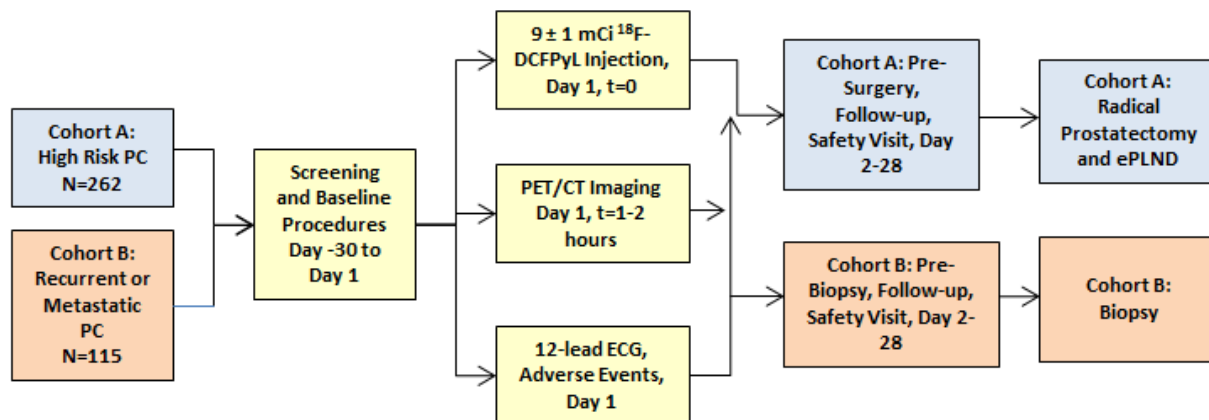 Cohort A:
High Risk PC
N=262
Cohort B:
Recurrent or
Metastatic
PC
N=115
Screening
and Baseline
Procedures
Day -30 to
Day 1
9 ± 1 mCi ¹⁸F-
DCFPyL Injection,
Day 1, t=0
PET/CT Imaging
Day 1, t=1-2
hours
12-lead ECG,
Adverse Events,
Day 1
Cohort A: Pre-
Surgery,
Follow-up,
Safety Visit, Day
2-28
Cohort A:
Radical
Prostatectomy
and ePLND
Cohort B: Pre-
Biopsy, Follow-up,
Safety Visit, Day 2-
28
Cohort B:
Biopsy